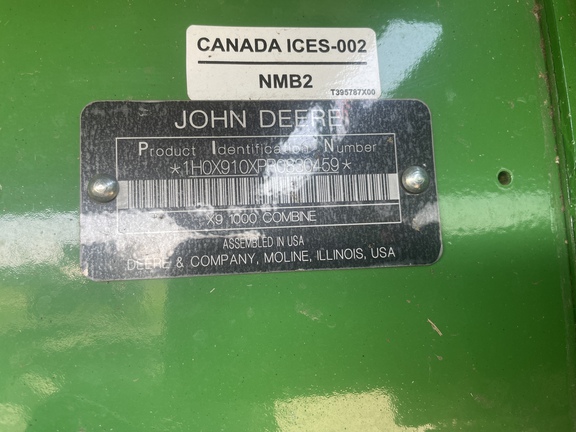 CANADA ICES-002
NMB2
T395787X00
JOHN DEERE
Product Identification Number
X9 1000 COMBINE
ASSEMBLED IN USA
DEERE & COMPANY, MOLINE, ILLINOIS, USA